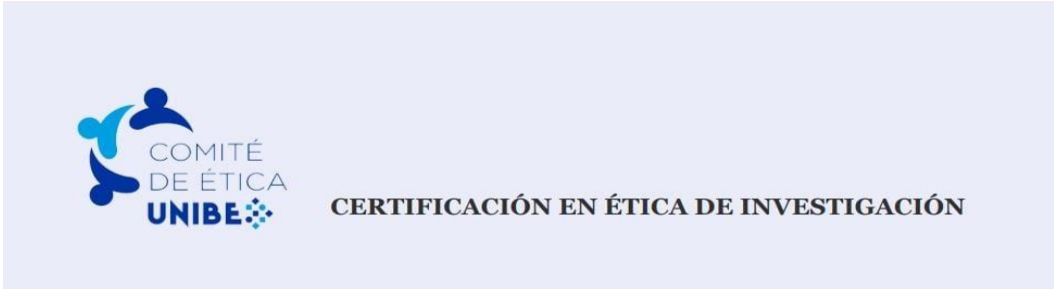 COMITÉ
DE ÉTICA
UNIBE
CERTIFICACIÓN EN ÉTICA DE INVESTIGACIÓN